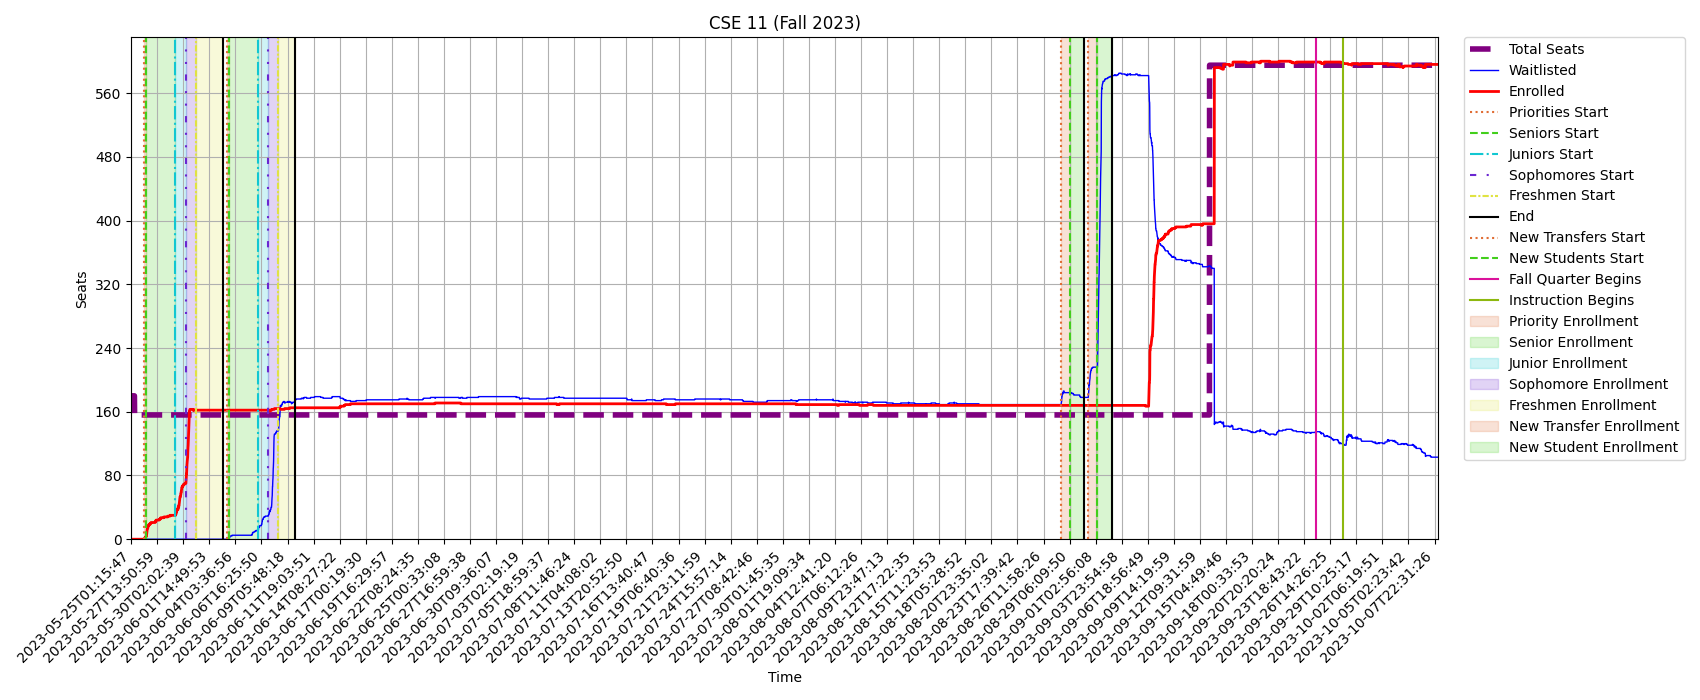 CSE 11 (Fall 2023)
Seats
560
480
400
320
240
160
80
0
2023-05-25T01:15:47
2023-05-27T13:50:59
2023-05-30T02:02:39
2023-06-01T14:49:53
2023-06-04T03:36:56
2023-06-06T16:25:50
2023-06-09T05:48:18
2023-06-11T19:03:51
2023-06-14T08:27:22
2023-06-17T00:19:30
2023-06-19T16:29:57
2023-06-22T08:24:35
2023-06-25T00:33:08
2023-06-27T16:59:38
2023-06-30T09:36:07
2023-07-03T02:19:19
2023-07-05T18:59:37
2023-07-08T11:46:24
2023-07-11T04:08:02
2023-07-13T20:52:50
2023-07-16T13:40:47
2023-07-19T06:40:36
2023-07-21T23:11:59
2023-07-24T15:57:14
2023-07-27T08:42:46
2023-07-30T01:45:35
2023-08-01T19:09:34
2023-08-04T12:41:20
2023-08-07T06:12:26
2023-08-09T23:47:13
2023-08-12T17:22:35
2023-08-15T11:23:53
2023-08-18T05:28:52
2023-08-20T23:35:02
2023-08-23T17:39:42
2023-08-26T11:58:26
2023-08-29T06:09:50
2023-09-01T02:56:08
2023-09-03T23:54:58
2023-09-06T18:56:49
2023-09-09T14:19:59
2023-09-12T09:31:59
2023-09-15T04:49:46
2023-09-18T00:33:53
2023-09-20T20:20:24
2023-09-23T18:43:22
2023-09-26T14:26:25
2023-09-29T10:25:17
2023-10-02T06:19:51
2023-10-05T02:23:42
2023-10-07T22:31:26
Time
Total Seats
Waitlisted
Enrolled
Priorities Start
Seniors Start
Juniors Start
Sophomores Start
Freshmen Start
End
New Transfers Start
New Students Start
Fall Quarter Begins
Instruction Begins
Priority Enrollment
Senior Enrollment
Junior Enrollment
Sophomore Enrollment
Freshmen Enrollment
New Transfer Enrollment
New Student Enrollment